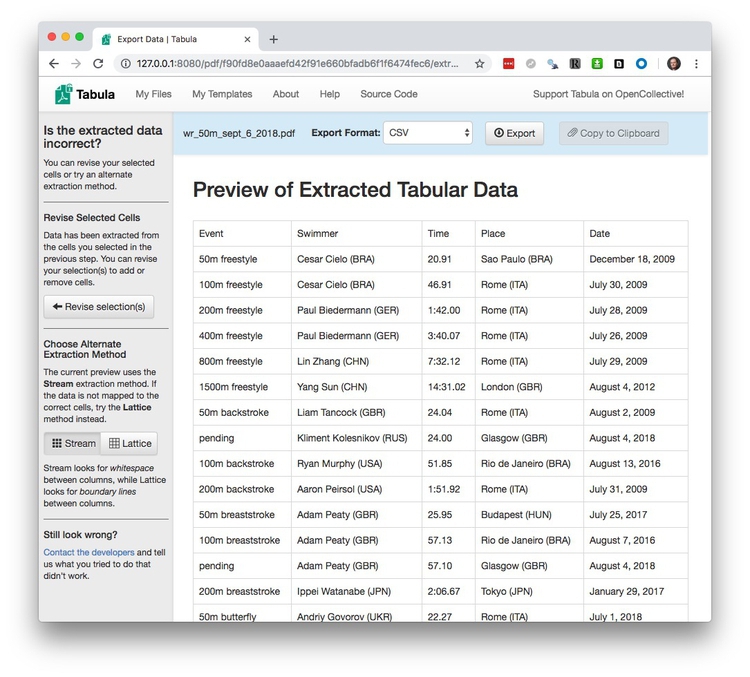 Export Data | Tabula
127.0.0.1:8080/pdf/f90fd8e0aaaefd42f91e660bfadb6f1f6474fec6/extr...
Tabula My Files My Templates About Help Source Code Support Tabula on OpenCollective!
Is the extracted data
incorrect?
You can revise your selected
cells or try an alternate
extraction method.
Revise Selected Cells
Data has been extracted from
the cells you selected in the
previous step. You can revise
your selection(s) to add or
remove cells.
Revise selection(s)
Choose Alternate
Extraction Method
The current preview uses the
Stream extraction method. If
the data is not mapped to the
correct cells, try the Lattice
method instead.
Stream Lattice
Stream looks for whitespace
between columns, while Lattice
looks for boundary lines
between columns.
Still look wrong?
Contact the developers and tell
us what you tried to do that
didn't work.
wr_50m_sept_6_2018.pdf Export Format: CSV Export Copy to Clipboard
Preview of Extracted Tabular Data
Event Swimmer Time Place Date
50m freestyle Cesar Cielo (BRA) 20.91 Sao Paulo (BRA) December 18, 2009
100m freestyle Cesar Cielo (BRA) 46.91 Rome (ITA) July 30, 2009
200m freestyle Paul Biedermann (GER) 1:42.00 Rome (ITA) July 28, 2009
400m freestyle Paul Biedermann (GER) 3:40.07 Rome (ITA) July 26, 2009
800m freestyle Lin Zhang (CHN) 7:32.12 Rome (ITA) July 29, 2009
1500m freestyle Yang Sun (CHN) 14:31.02 London (GBR) August 4, 2012
50m backstroke Liam Tancock (GBR) 24.04 Rome (ITA) August 2, 2009
pending Kliment Kolesnikov (RUS) 24.00 Glasgow (GBR) August 4, 2018
100m backstroke Ryan Murphy (USA) 51.85 Rio de Janeiro (BRA) August 13, 2016
200m backstroke Aaron Peirsol (USA) 1:51.92 Rome (ITA) July 31, 2009
50m breaststroke Adam Peaty (GBR) 25.95 Budapest (HUN) July 25, 2017
100m breaststroke Adam Peaty (GBR) 57.13 Rio de Janeiro (BRA) August 7, 2016
pending Adam Peaty (GBR) 57.10 Glasgow (GBR) August 4, 2018
200m breaststroke Ippei Watanabe (JPN) 2:06.67 Tokyo (JPN) January 29, 2017
50m butterfly Andriy Govorov (UKR) 22.27 Rome (ITA) July 1, 2018